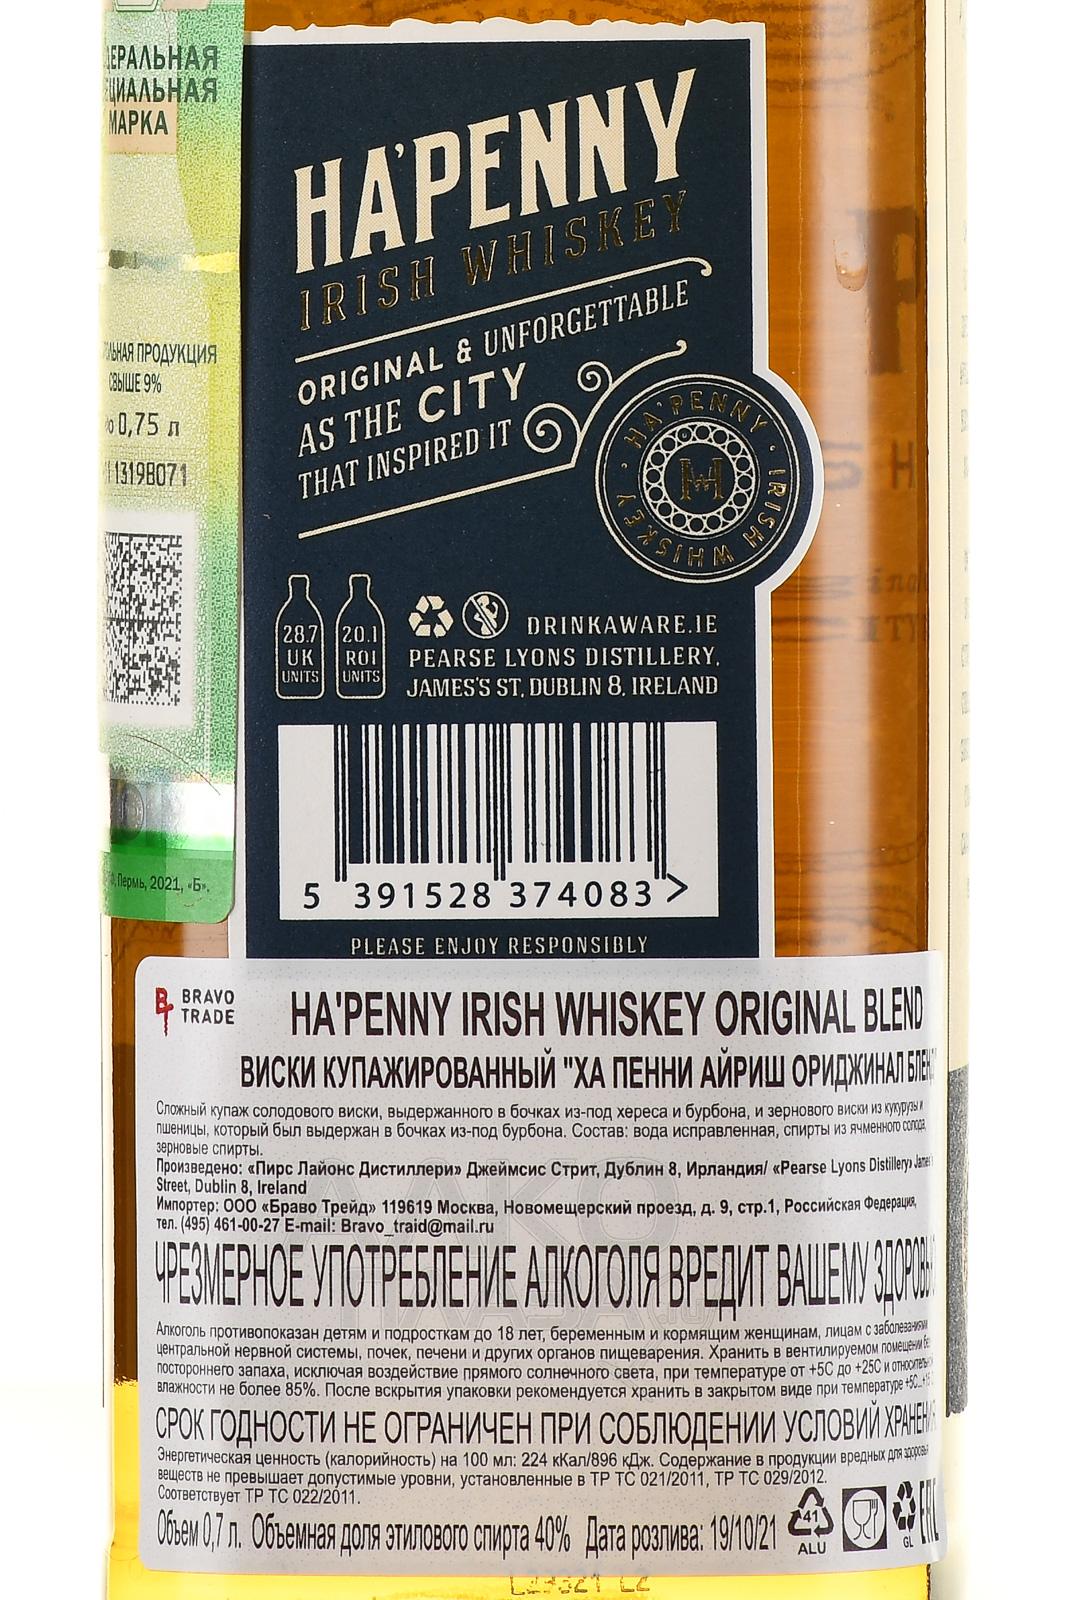 МАРКА
СВЫШЕ 9%
0,75 л
13198071
Пермь, 2021, «Б».
HA'PENNY
IRISH WHISKEY
ORIGINAL & UNFORGETTABLE
AS THE CITY
THAT INSPIRED IT
HA'PENNY · IRISH WHISKEY ·
28.7 UK UNITS
20.1 ROI UNITS
DRINKAWARE.IE
PEARSE LYONS DISTILLERY,
JAMES'S ST, DUBLIN 8, IRELAND
5 391528 374083 >
PLEASE ENJOY RESPONSIBLY
BRAVO
TRADE
HA'PENNY IRISH WHISKEY ORIGINAL BLEND
ВИСКИ КУПАЖИРОВАННЫЙ "ХА ПЕННИ АЙРИШ ОРИДЖИНАЛ БЛЕНД
Сложный купаж солодового виски, выдержанного в бочках из-под хереса и бурбона, и зернового виски из кукурузы и
пшеницы, который был выдержан в бочках из-под бурбона. Состав: вода исправленная, спирты из ячменного солода,
зерновые спирты.
Произведено: «Пирс Лайонс Дистиллери» Джеймсис Стрит, Дублин 8, Ирландия/ «Pearse Lyons Distillery» James
Street, Dublin 8, Ireland
Импортер: ООО «Браво Трейд» 119619 Москва, Новомещерский проезд, д. 9, стр.1, Российская Федерация,
тел. (495) 461-00-27 E-mail: Bravo_traid@mail.ru
ЧРЕЗМЕРНОЕ УПОТРЕБЛЕНИЕ АЛКОГОЛЯ ВРЕДИТ ВАШЕМУ ЗДОРОВЬЮ
Алкоголь противопоказан детям и подросткам до 18 лет, беременным и кормящим женщинам, лицам с заболеваниями
центральной нервной системы, почек, печени и других органов пищеварения. Хранить в вентилируемом помещении без
постороннего запаха, исключая воздействие прямого солнечного света, при температуре от +5С до +25С и относительной
влажности не более 85%. После вскрытия упаковки рекомендуется хранить в закрытом виде при температуре
СРОК ГОДНОСТИ НЕ ОГРАНИЧЕН ПРИ СОБЛЮДЕНИИ УСЛОВИЙ ХРАНЕН
Энергетическая ценность (калорийность) на 100 мл: 224 кКал/896 кДж. Содержание в продукции вредных для здоровья
веществ не превышает допустимые уровни, установленные в ТР ТС 021/2011, ТР ТС 029/2012.
Соответствует ТР ТС 022/2011.
Объем 0,7 л. Объемная доля этилового спирта 40% Дата розлива: 19/10/21
41
ALU
GL
EAC